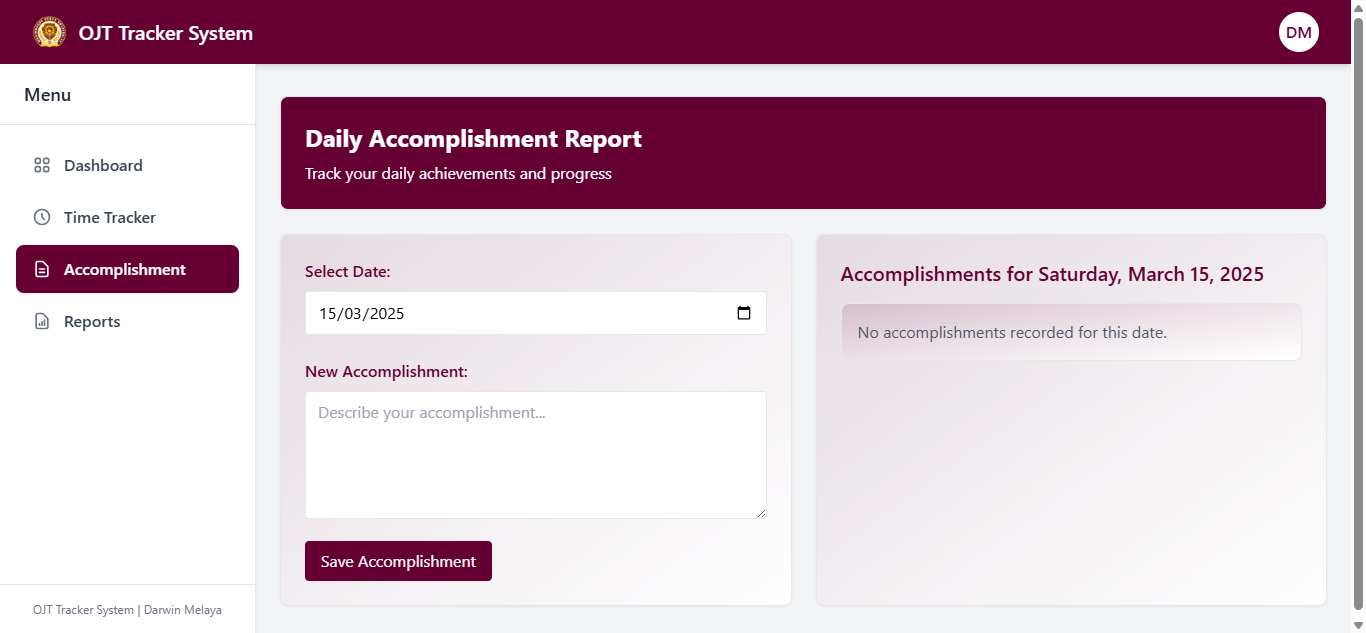 OJT Tracker System
DM
Menu
Dashboard
Time Tracker
Accomplishment
Reports
OJT Tracker System | Darwin Melaya
Daily Accomplishment Report
Track your daily achievements and progress
Select Date:
15/03/2025
New Accomplishment:
Describe your accomplishment...
Save Accomplishment
Accomplishments for Saturday, March 15, 2025
No accomplishments recorded for this date.